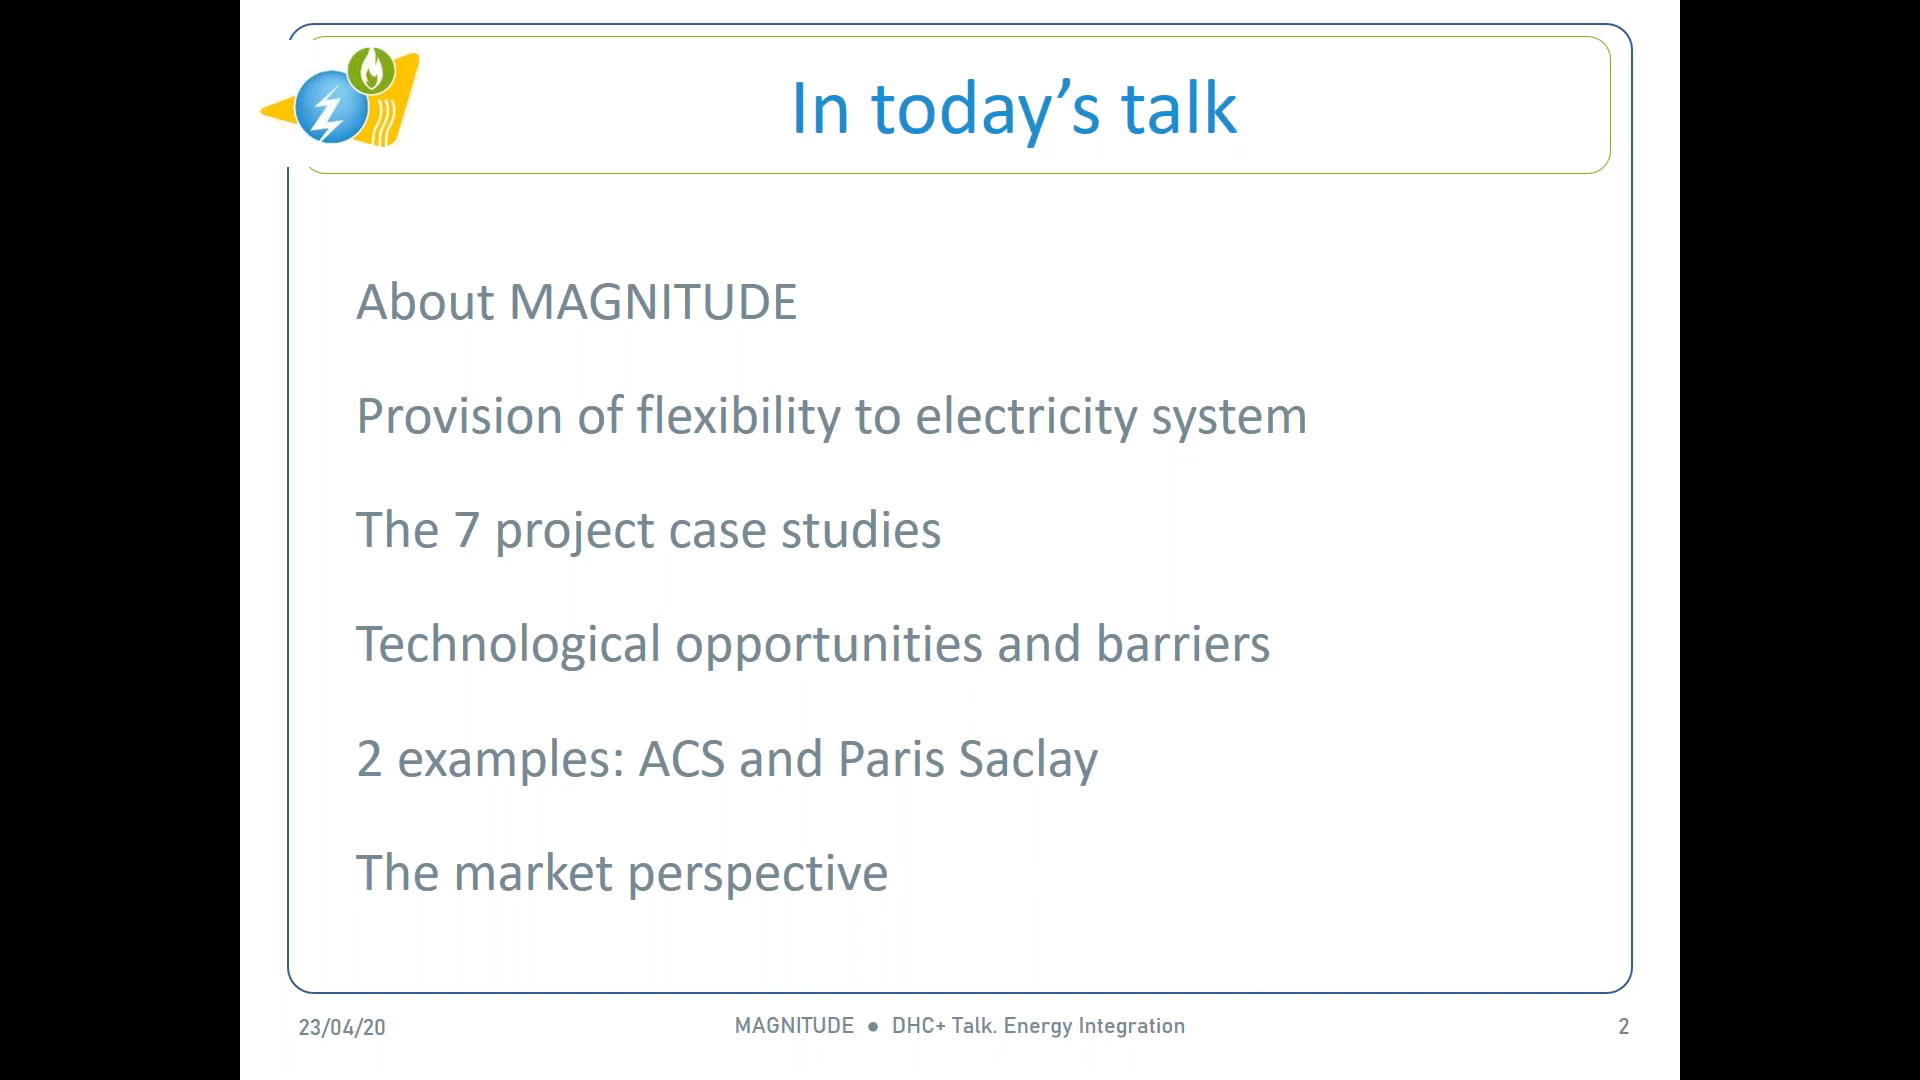 In today’s talk
About MAGNITUDE
Provision of flexibility to electricity system
The 7 project case studies
Technological opportunities and barriers
2 examples: ACS and Paris Saclay
The market perspective
23/04/20
MAGNITUDE ● DHC+ Talk. Energy Integration
2